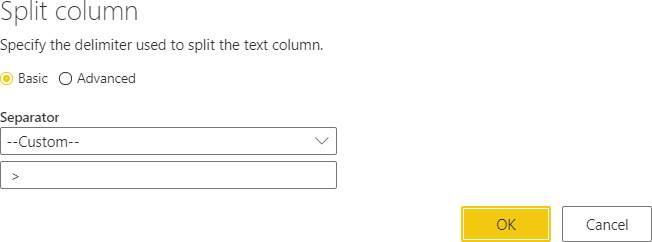 Split column
Specify the delimiter used to split the text column.
Basic Advanced
Separator
--Custom--
>
OK Cancel